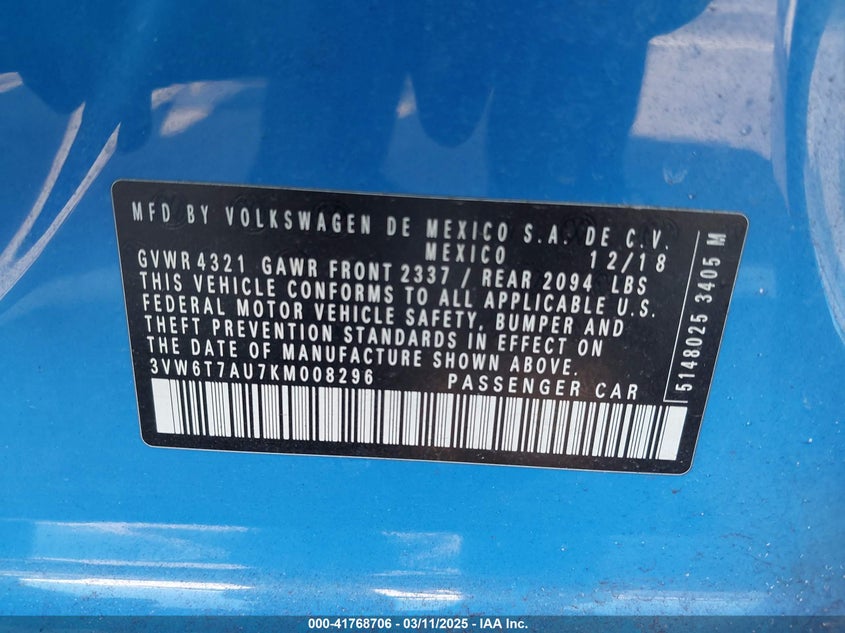 MFD BY VOLKSWAGEN DE MEXICO S.A. DE C.V.
MEXICO 12/18
GVWR 4321 GAWR FRONT 2337 / REAR 2094 LBS
THIS VEHICLE CONFORMS TO ALL APPLICABLE U.S.
FEDERAL MOTOR VEHICLE SAFETY, BUMPER AND
THEFT PREVENTION STANDARDS IN EFFECT ON
THE DATE OF MANUFACTURE SHOWN ABOVE.
3VW6T7AU7KM008296 PASSENGER CAR
5148025 3405 M
000-41768706 - 03/11/2025 - IAA Inc.